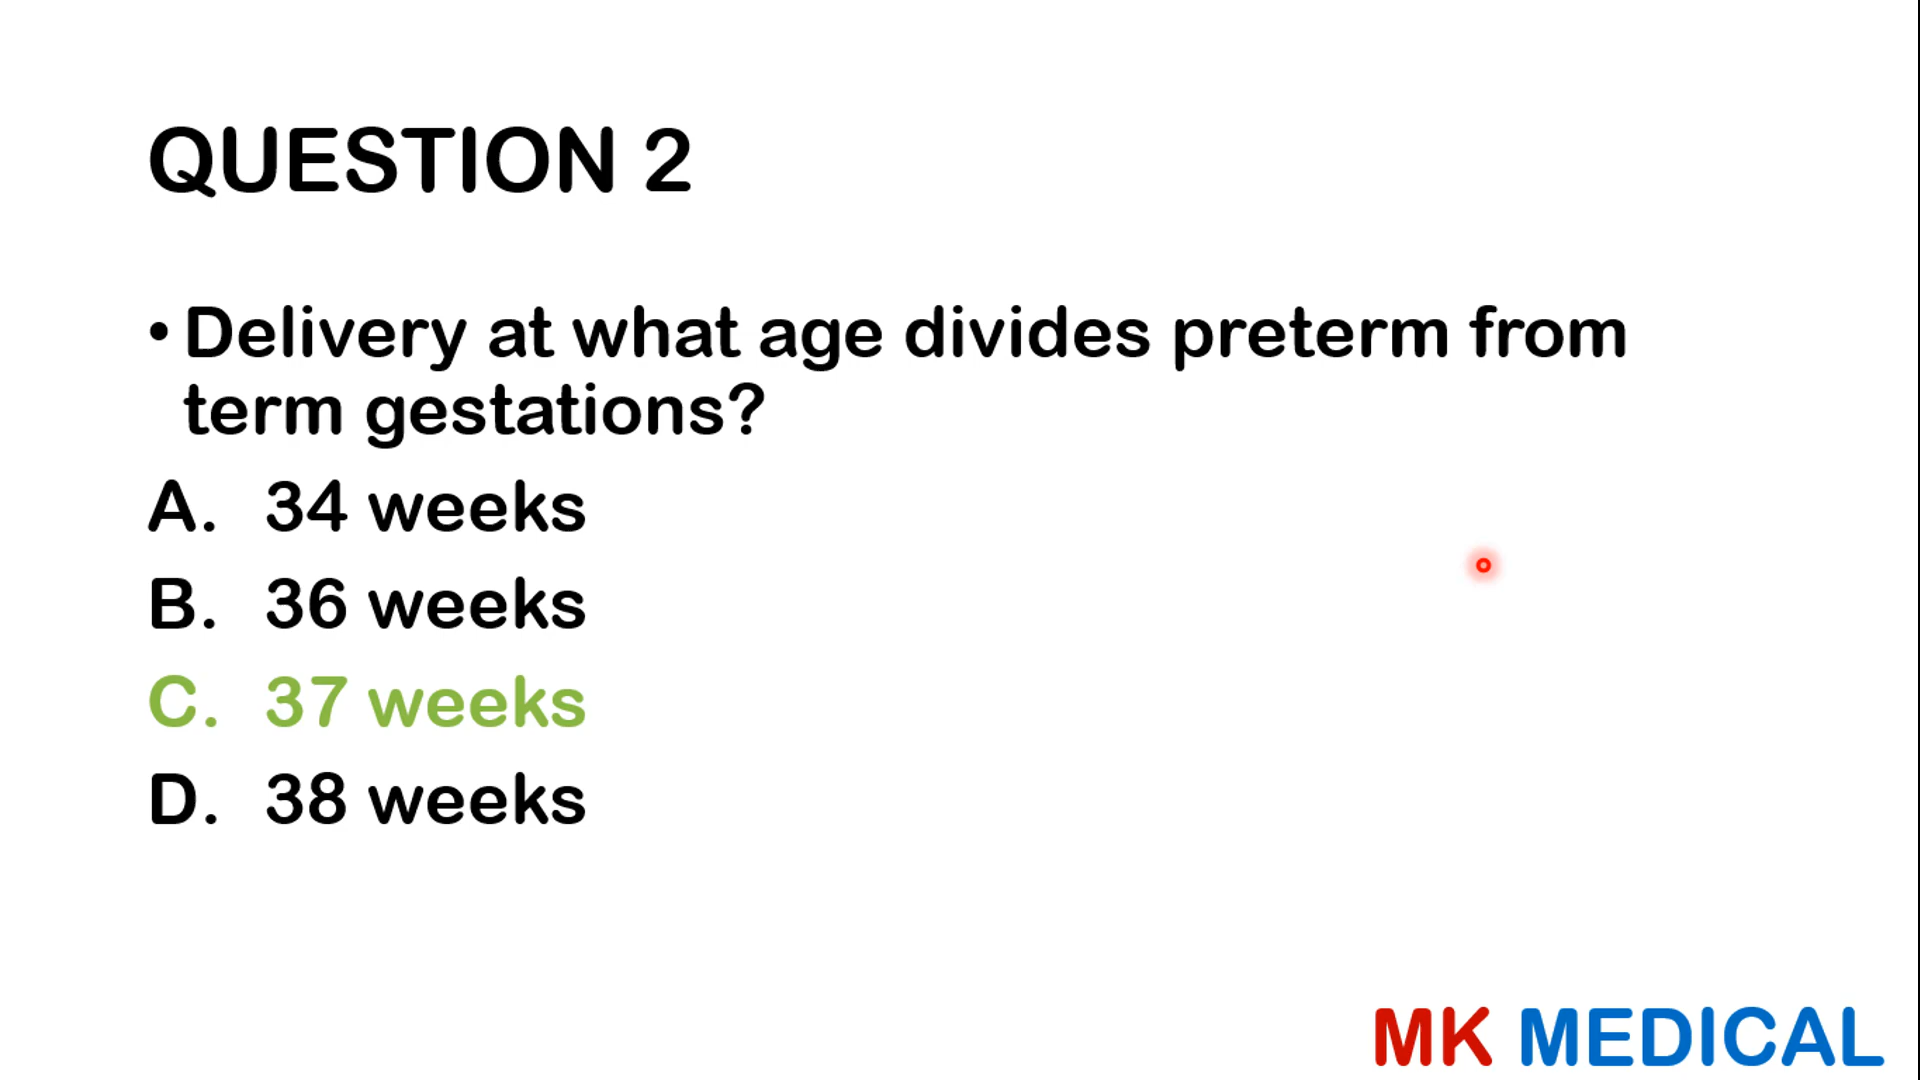 QUESTION 2
• Delivery at what age divides preterm from
term gestations?
A. 34 weeks
B. 36 weeks
C. 37 weeks
D. 38 weeks
MK MEDICAL